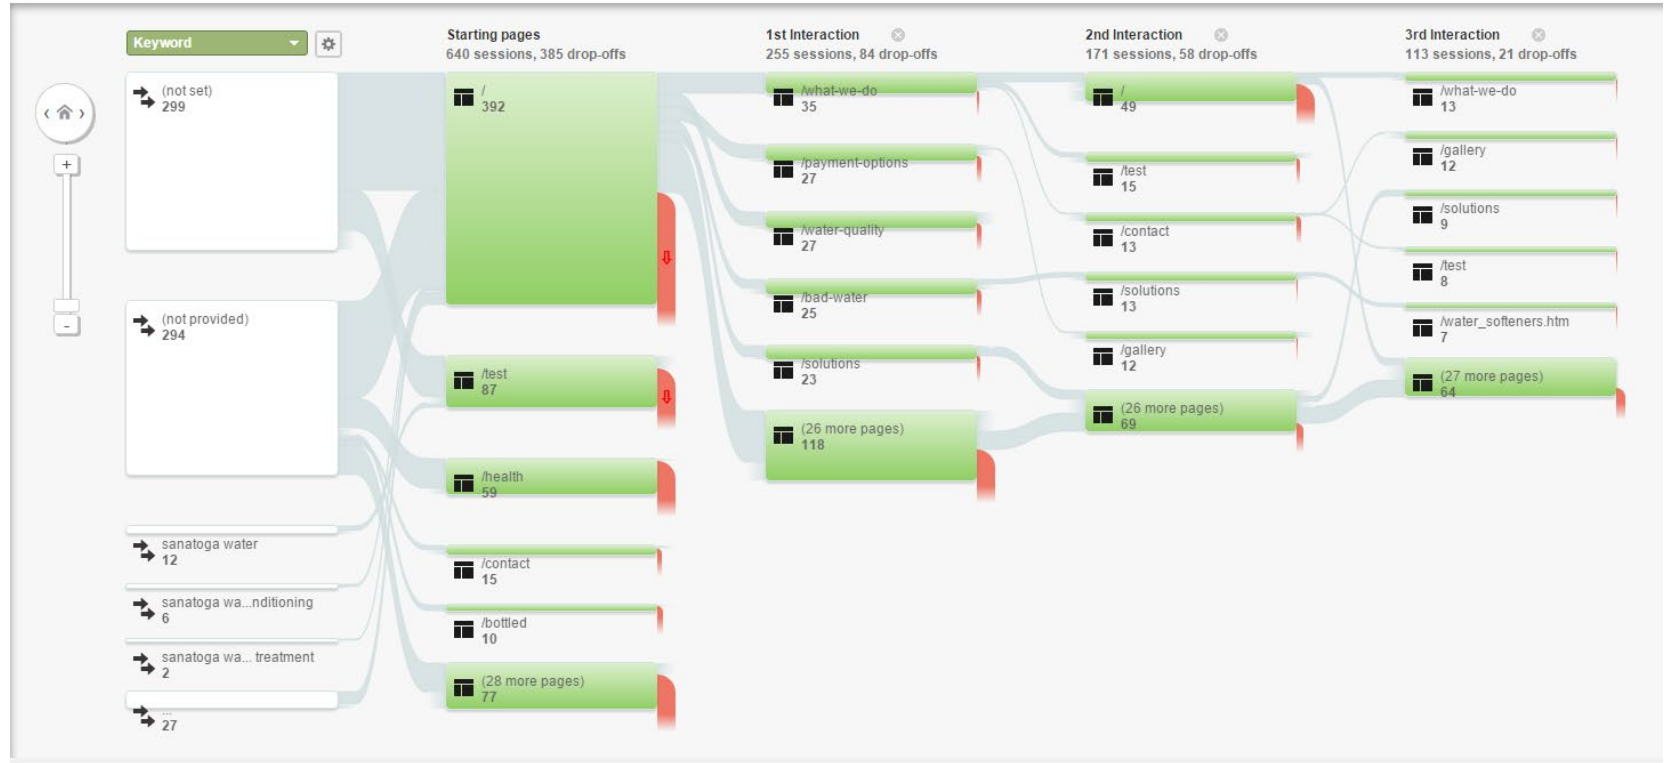 Keyword
(not set)
299
(not provided)
294
sanatoga water
12
sanatoga wa...nditioning
6
sanatoga wa... treatment
2
...
27
Starting pages
640 sessions, 385 drop-offs
/
392
/test
87
/health
59
/contact
15
/bottled
10
(28 more pages)
77
1st Interaction
255 sessions, 84 drop-offs
/what-we-do
35
/payment-options
27
/water-quality
27
/bad-water
25
/solutions
23
(26 more pages)
118
2nd Interaction
171 sessions, 58 drop-offs
/
49
/test
15
/contact
13
/solutions
13
/gallery
12
(26 more pages)
69
3rd Interaction
113 sessions, 21 drop-offs
/what-we-do
13
/gallery
12
/solutions
9
/test
8
/water_softeners.htm
7
(27 more pages)
64